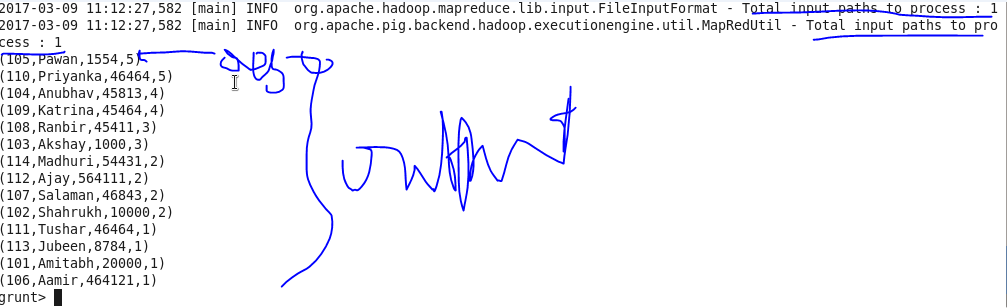 2017-03-09 11:12:27,582 [main] INFO  org.apache.hadoop.mapreduce.lib.input.FileInputFormat - Total input paths to process : 1
2017-03-09 11:12:27,582 [main] INFO  org.apache.pig.backend.hadoop.executionengine.util.MapRedUtil - Total input paths to pro
cess : 1
(105,Pawan,1554,5)
(110,Priyanka,46464,5)
(104,Anubhav,45813,4)
(109,Katrina,45464,4)
(108,Ranbir,45411,3)
(103,Akshay,1000,3)
(114,Madhuri,54431,2)
(112,Ajay,564111,2)
(107,Salaman,46843,2)
(102,Shahrukh,10000,2)
(111,Tushar,46464,1)
(113,Jubeen,8784,1)
(101,Amitabh,20000,1)
(106,Aamir,464121,1)
grunt>